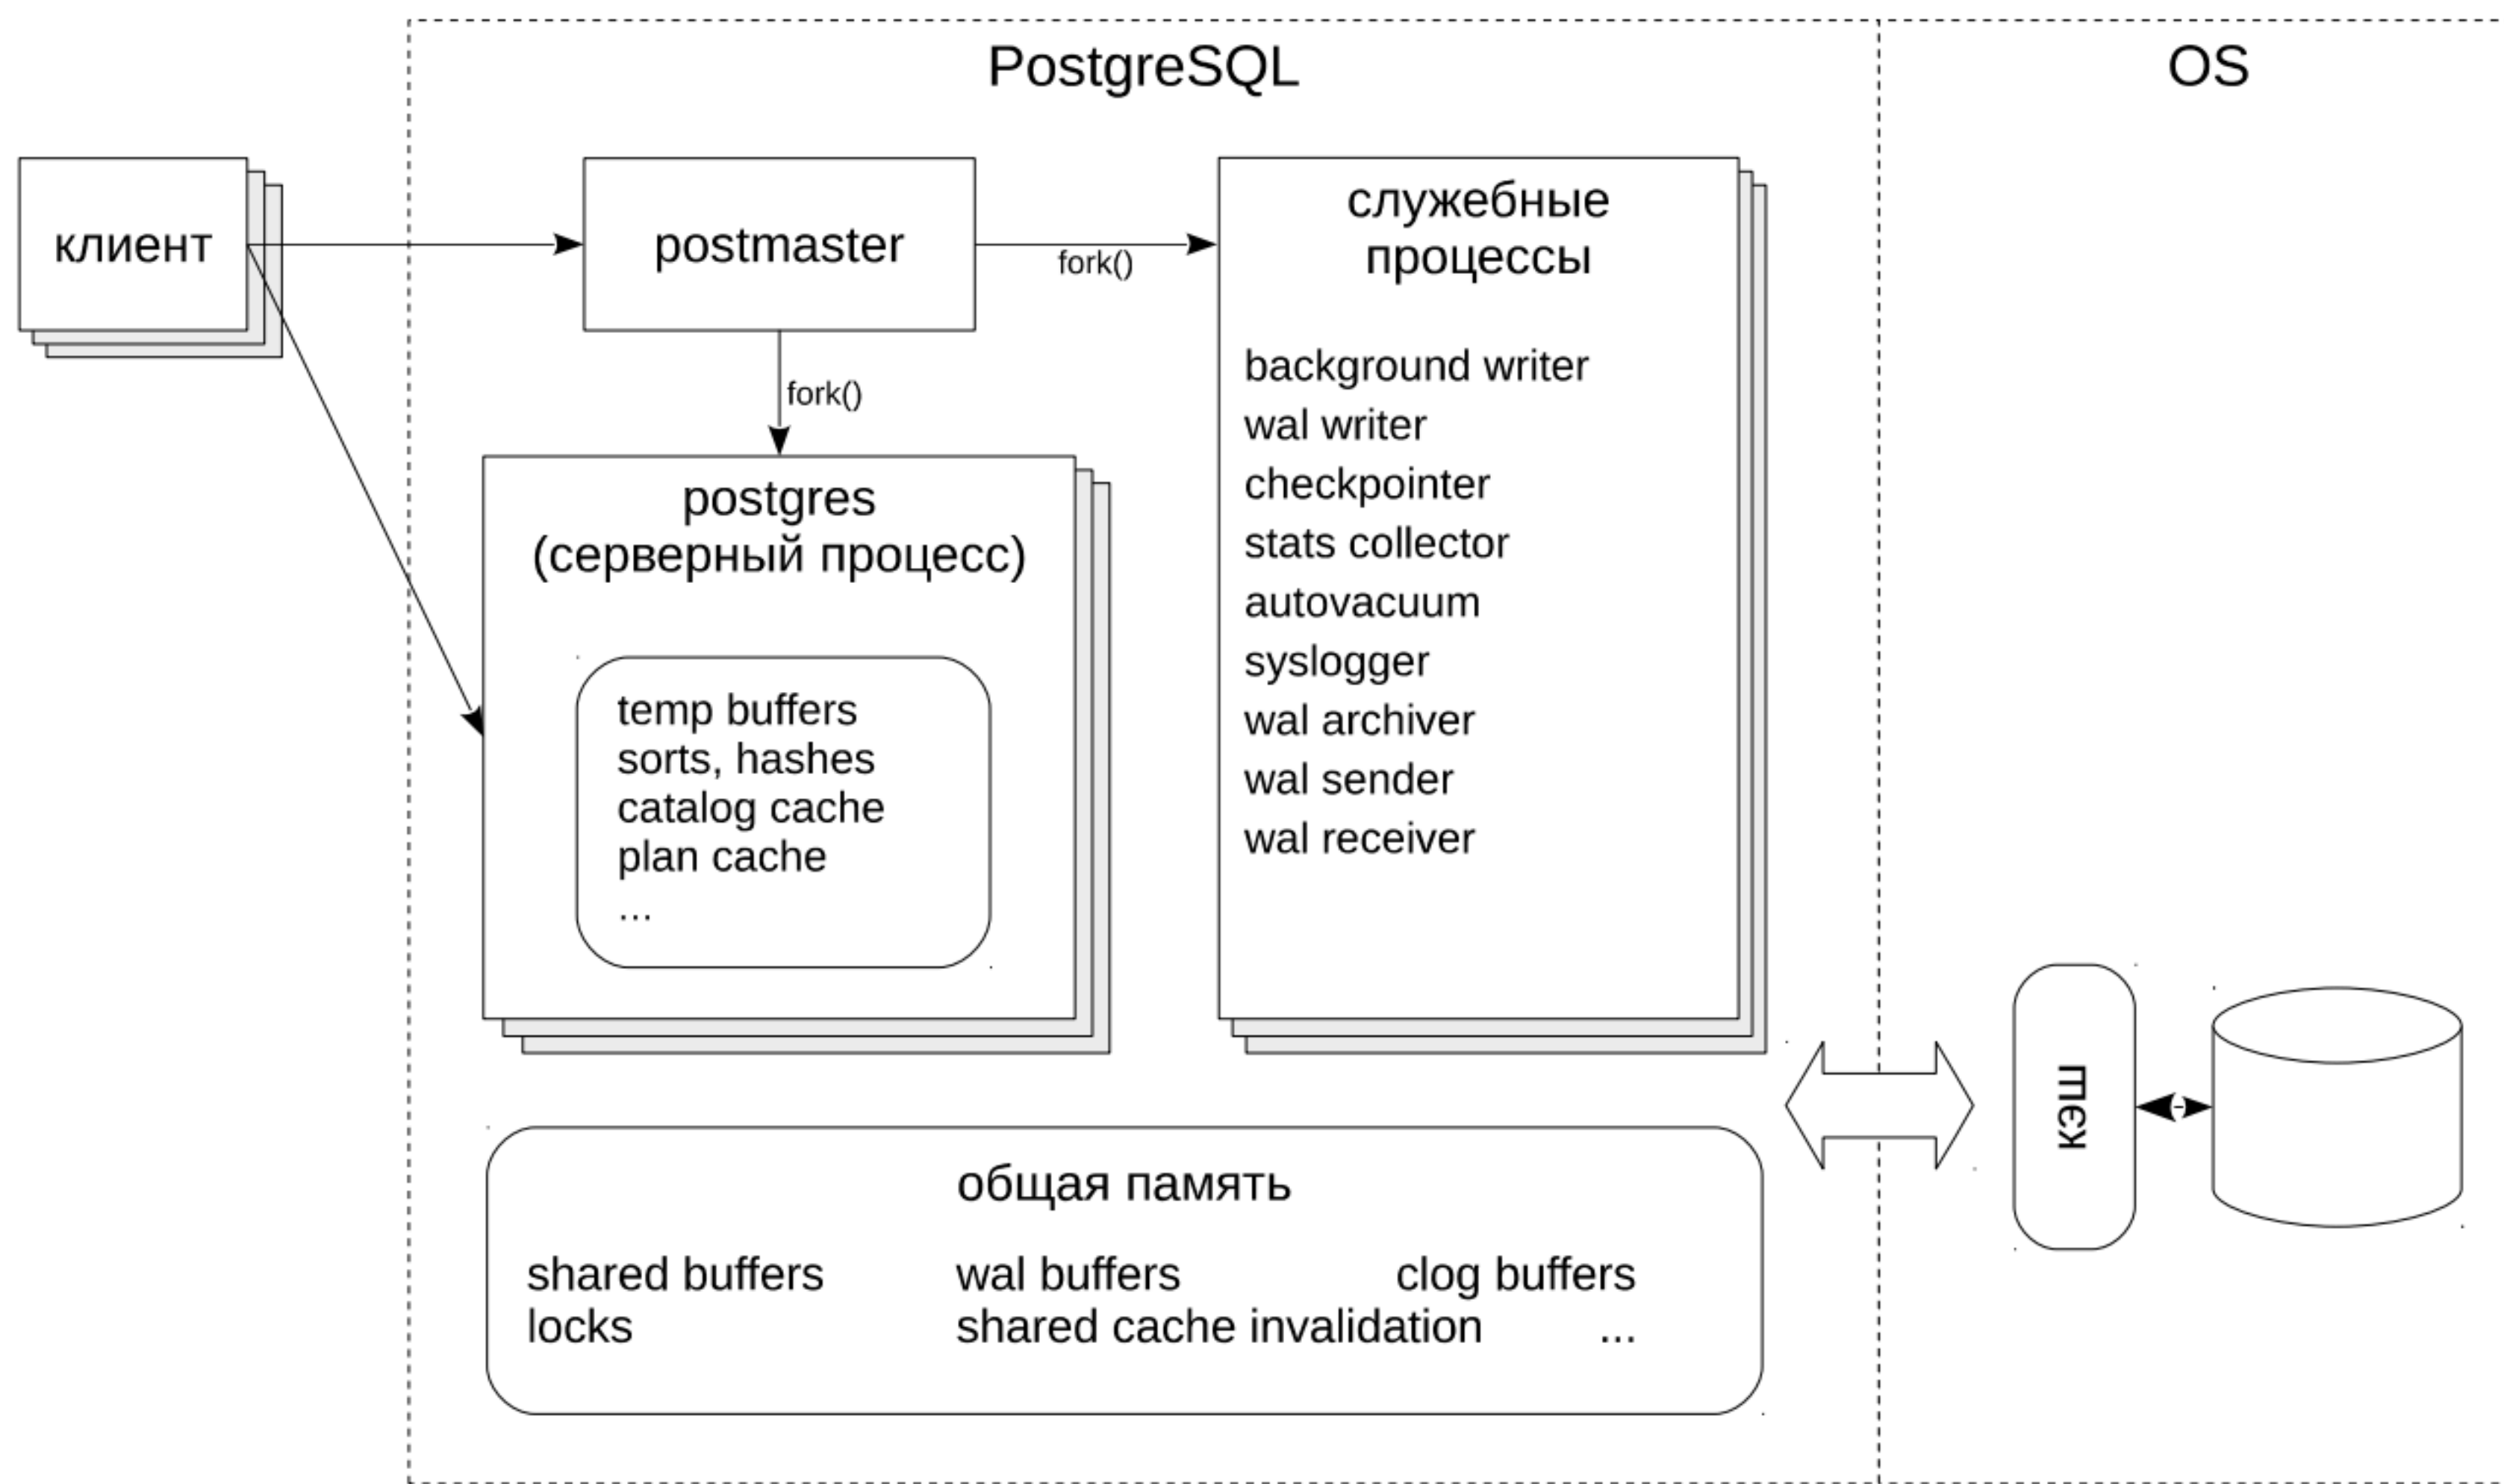 PostgreSQL
OS
клиент
postmaster
fork()
fork()
служебные
процессы
background writer
wal writer
checkpointer
stats collector
autovacuum
syslogger
wal archiver
wal sender
wal receiver
postgres
(серверный процесс)
temp buffers
sorts, hashes
catalog cache
plan cache
...
кэш
общая память
shared buffers wal buffers clog buffers
locks shared cache invalidation ...